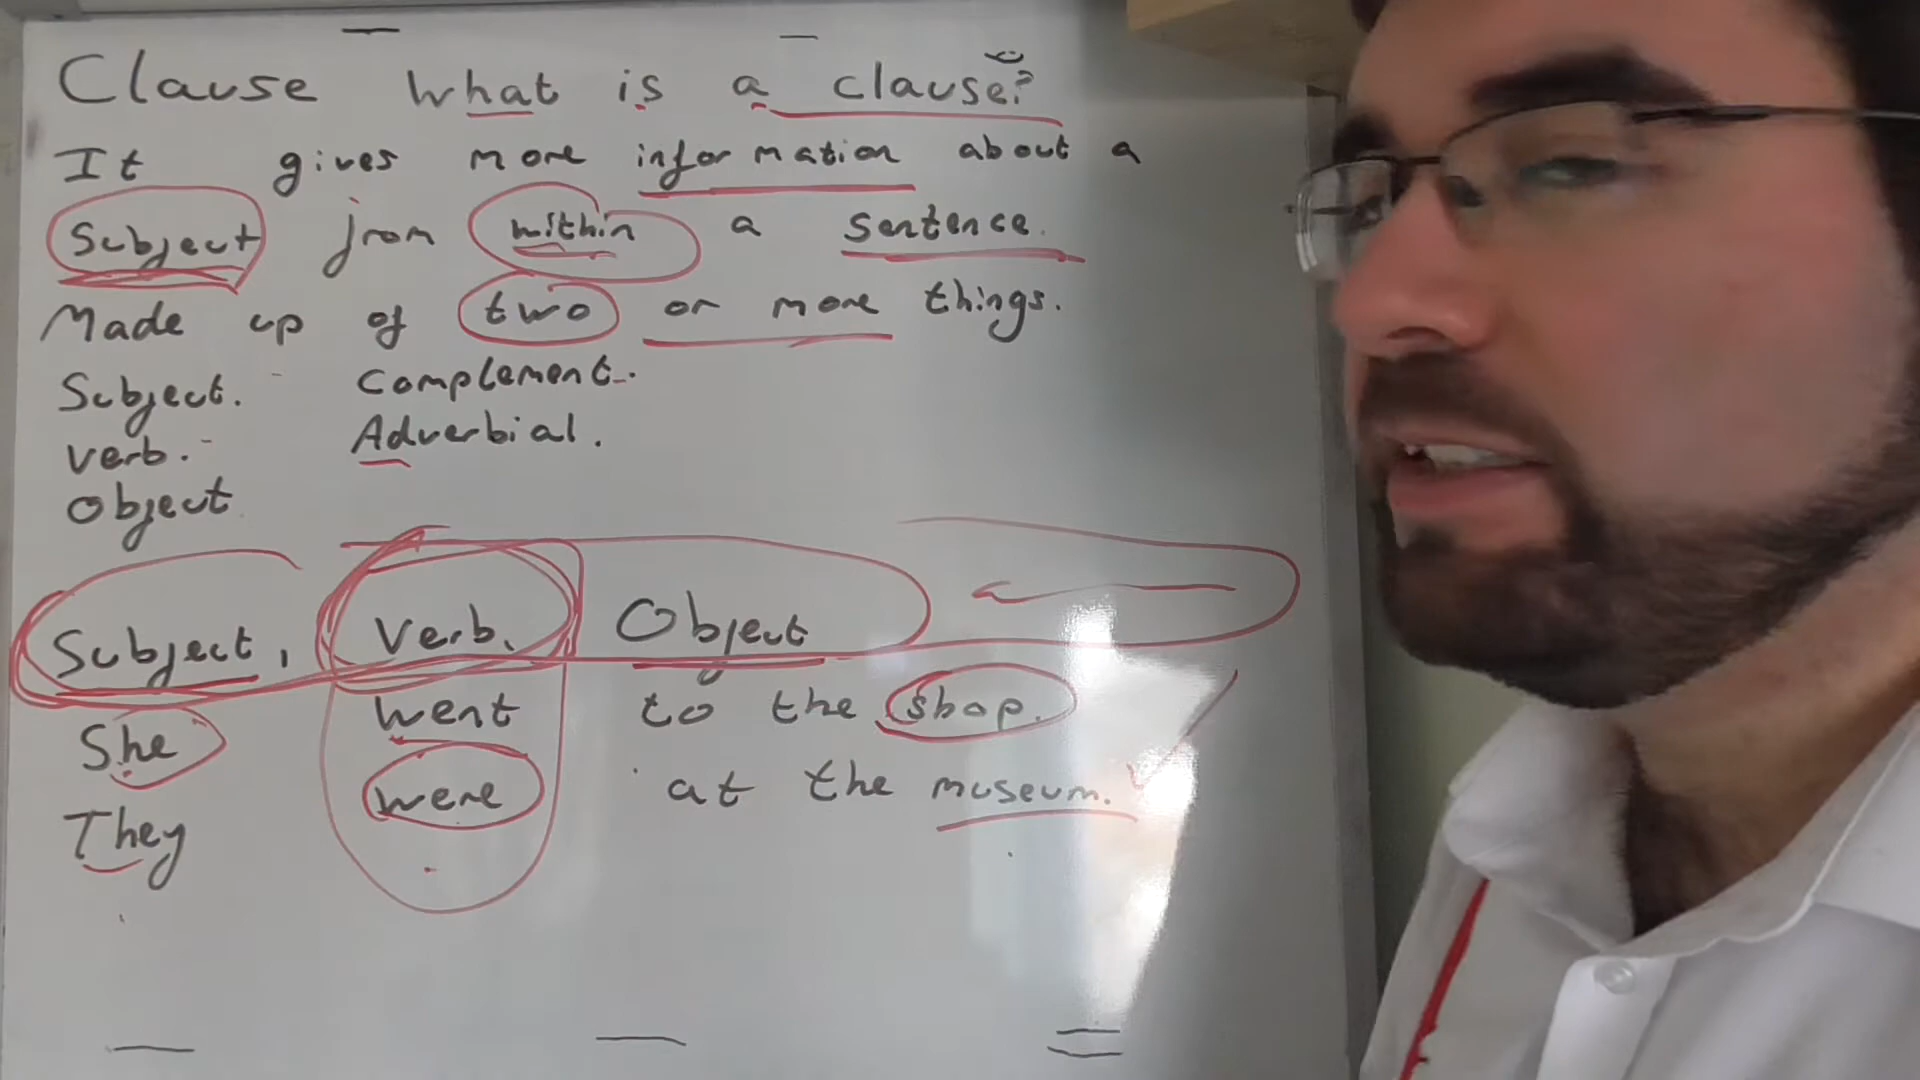 Clause What is a clause?
It gives more information about a
Subject from within a sentence.
Made up of two or more things.
Subject. Complement.
Verb. Adverbial.
Object
Subject, Verb, Object
She went to the shop.
They were at the museum.